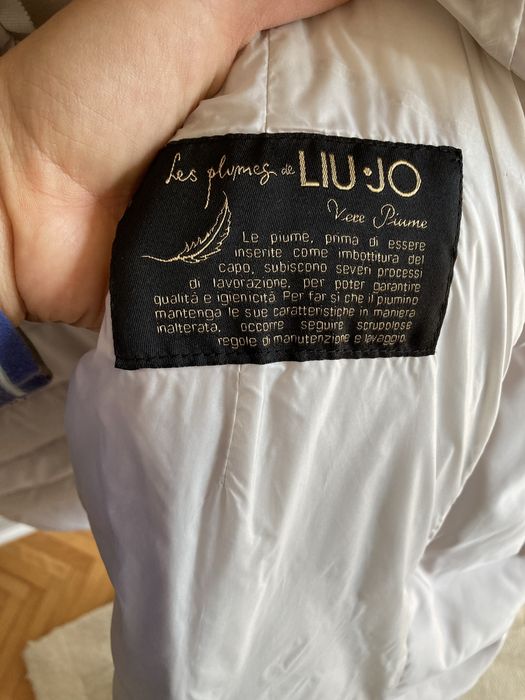 Les plumes de LIU·JO
Vere Piume
Le piume, prima di essere
inserite come imbottitura del
capo, subiscono severi processi
di lavorazione, per poter garantire
qualità e igienicità. Per far sì che il piumino
mantenga le sue caratteristiche in maniera
inalterata, occorre seguire scrupolose
regole di manutenzione e lavaggio.